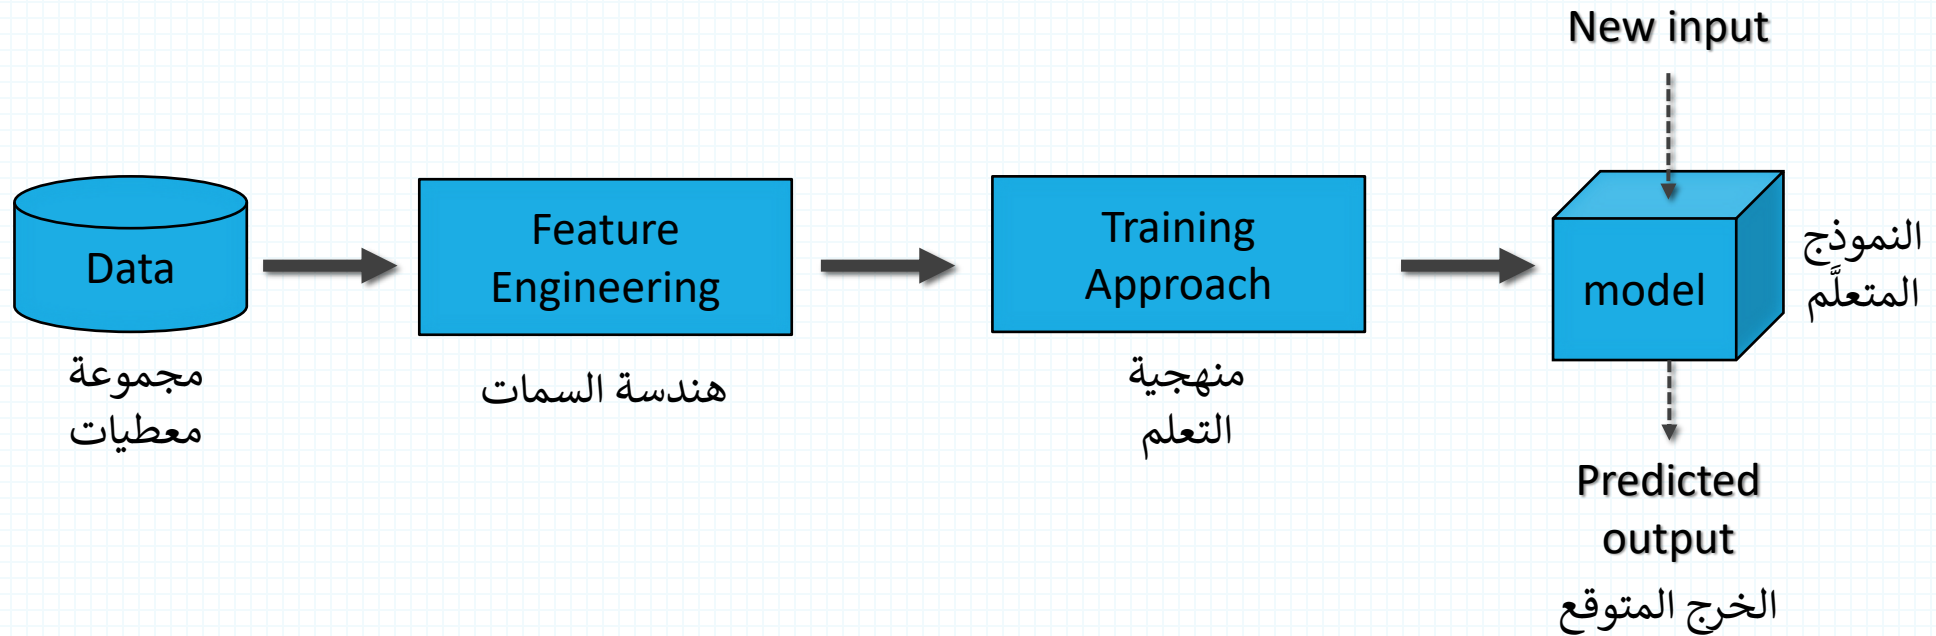 New input
Data
Feature
Engineering
Training
Approach
model
النموذج
المتعلَّم
مجموعة
معطيات
هندسة السمات
منهجية
التعلم
Predicted
output
الخرج المتوقع